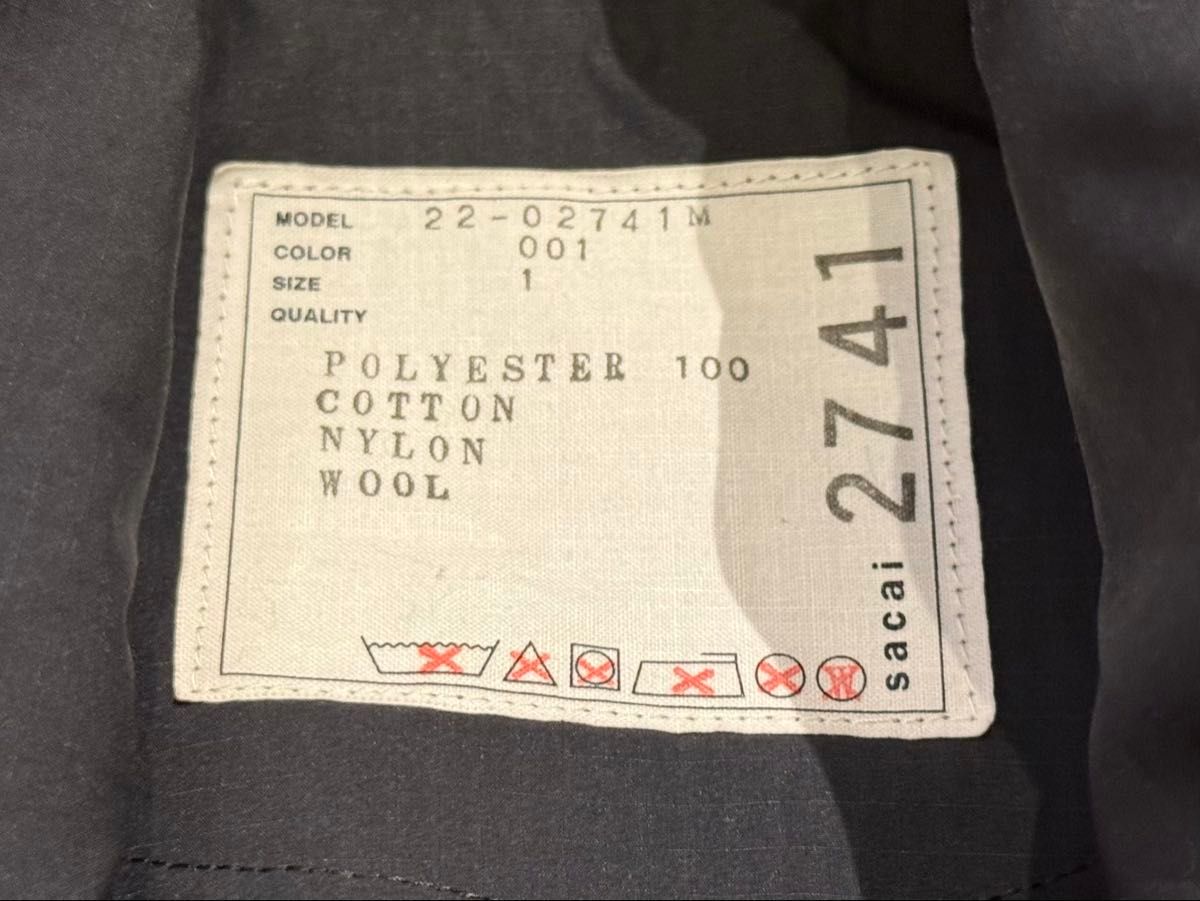 MODEL 22-02741M
COLOR 001
SIZE 1
QUALITY
POLYESTER 100
COTTON
NYLON
WOOL
W
sacai 2741